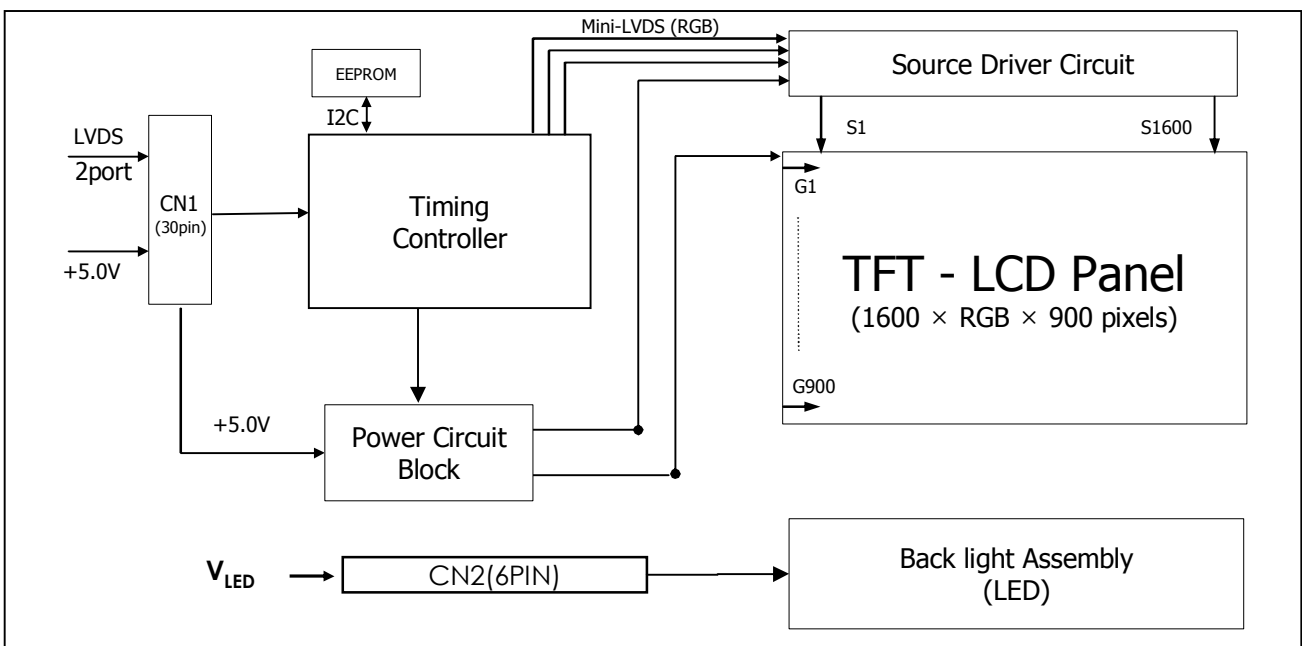 Mini-LVDS (RGB)
EEPROM
I2C
Source Driver Circuit
S1
S1600
LVDS
2port
CN1
(30pin)
+5.0V
Timing
Controller
G1
TFT - LCD Panel
(1600 × RGB × 900 pixels)
G900
+5.0V
Power Circuit
Block
VLED
CN2(6PIN)
Back light Assembly
(LED)